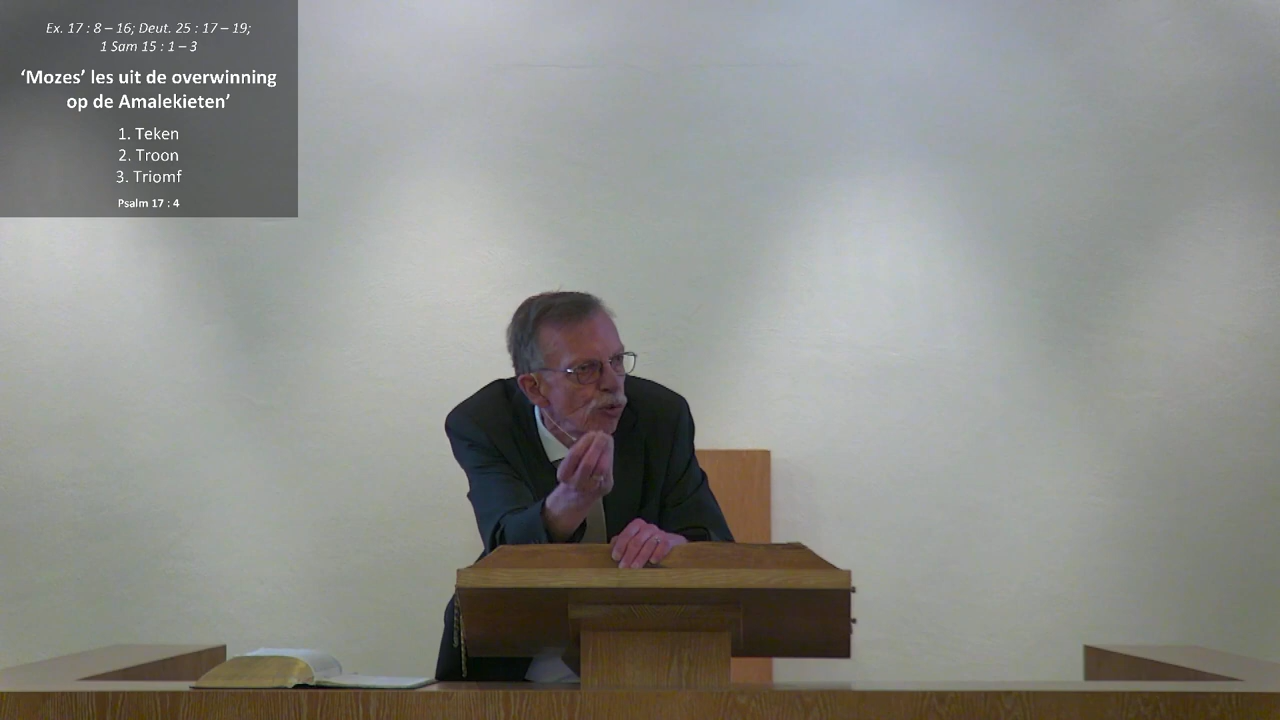 Ex. 17 : 8 – 16; Deut. 25 : 17 – 19;
1 Sam 15 : 1 – 3
‘Mozes’ les uit de overwinning
op de Amalekieten’
1. Teken
2. Troon
3. Triomf
Psalm 17 : 4